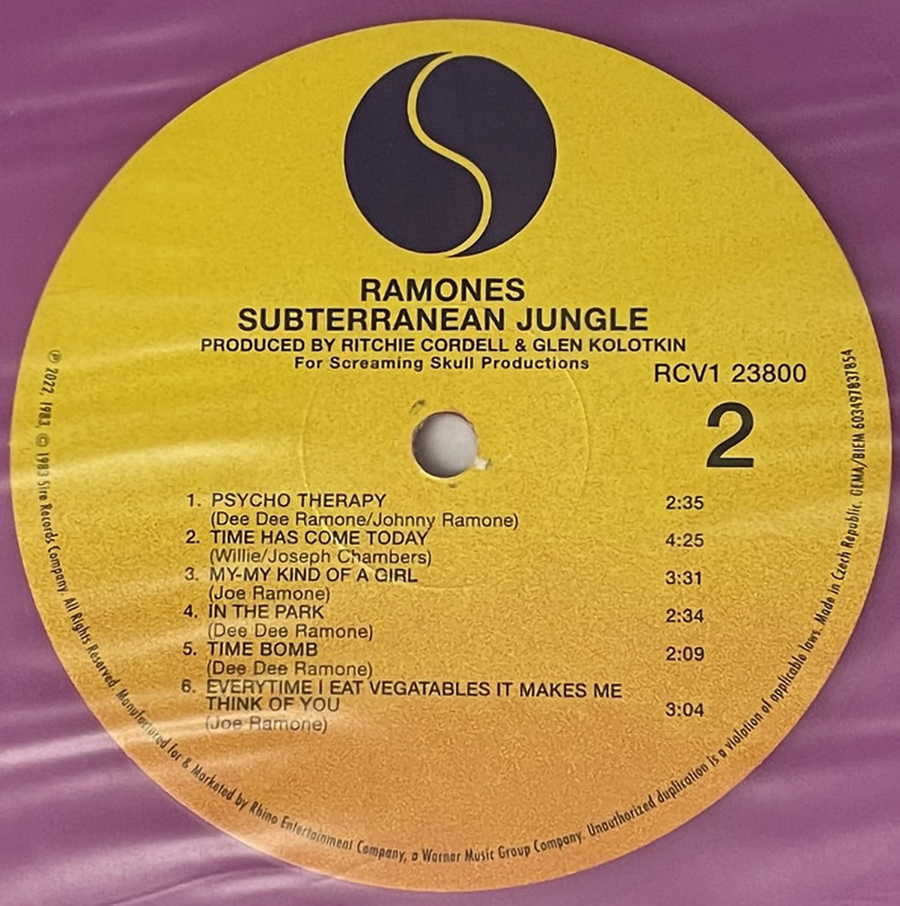 RAMONES
SUBTERRANEAN JUNGLE
PRODUCED BY RITCHIE CORDELL & GLEN KOLOTKIN
For Screaming Skull Productions
RCV1 23800
2
1. PSYCHO THERAPY 2:35
(Dee Dee Ramone/Johnny Ramone)
2. TIME HAS COME TODAY 4:25
(Willie/Joseph Chambers)
3. MY-MY KIND OF A GIRL 3:31
(Joe Ramone)
4. IN THE PARK 2:34
(Dee Dee Ramone)
5. TIME BOMB 2:09
(Dee Dee Ramone)
6. EVERYTIME I EAT VEGATABLES IT MAKES ME
THINK OF YOU 3:04
(Joe Ramone)
℗ 2022, 1983, © 1983 Sire Records Company. All Rights Reserved. Manufactured for & Marketed by Rhino Entertainment Company, a Warner Music Group Company. Unauthorized duplication is a violation of applicable laws. Made in Czech Republic. GEMA/BIEM 603497837854